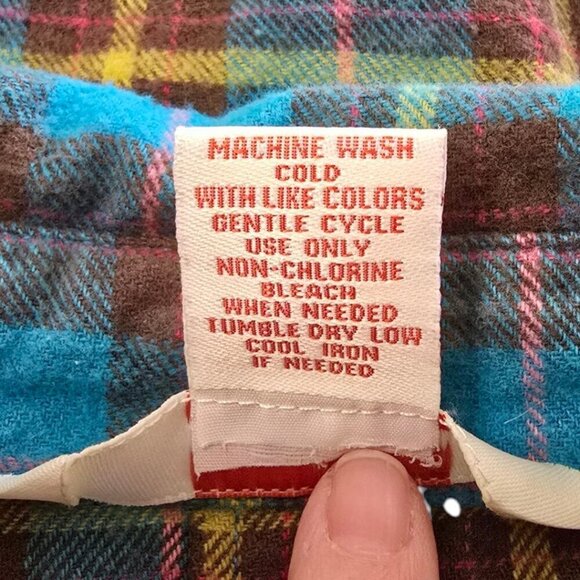 MACHINE WASH
COLD
WITH LIKE COLORS
GENTLE CYCLE
USE ONLY
NON-CHLORINE
BLEACH
WHEN NEEDED
TUMBLE DRY LOW
COOL IRON
IF NEEDED